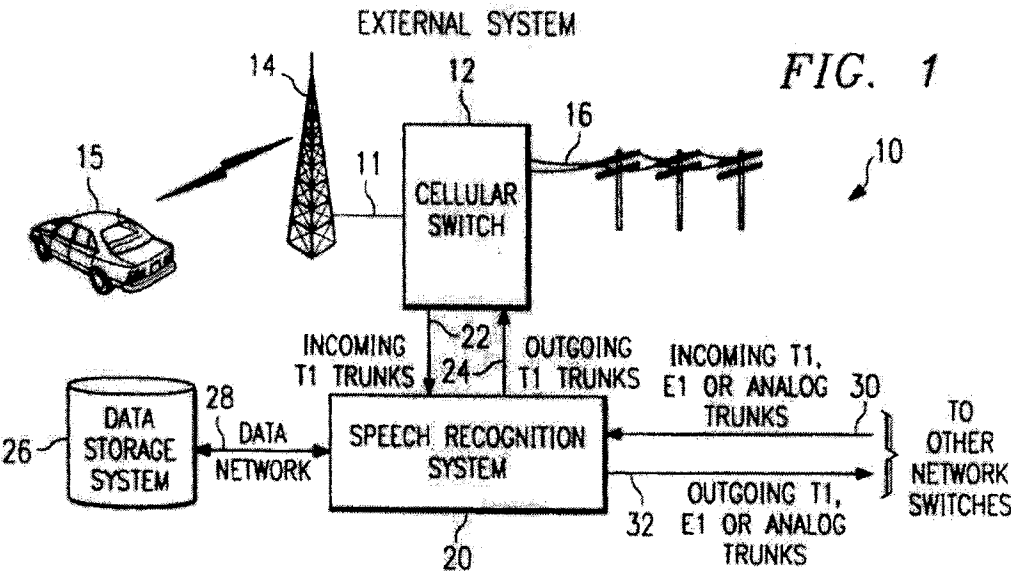 EXTERNAL SYSTEM
FIG. 1
14
12
16
10
15
11
CELLULAR
SWITCH
22
INCOMING
T1 TRUNKS
24
OUTGOING
T1 TRUNKS
INCOMING T1,
E1 OR ANALOG
TRUNKS
30
TO
OTHER
NETWORK
SWITCHES
26
DATA
STORAGE
SYSTEM
28
DATA
NETWORK
SPEECH RECOGNITION
SYSTEM
32
OUTGOING T1,
E1 OR ANALOG
TRUNKS
20